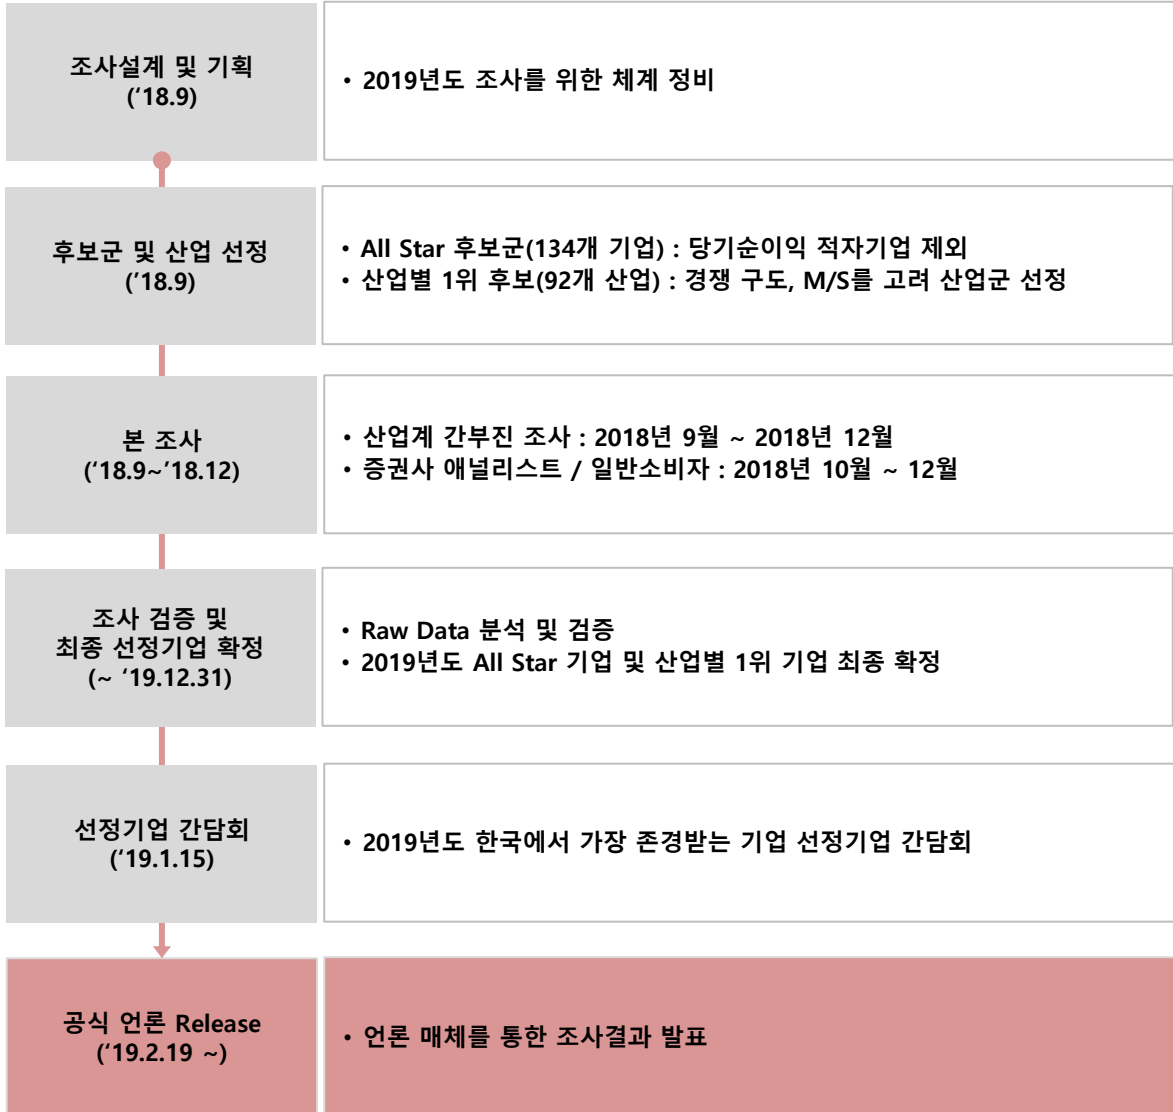 조사설계 및 기획
(‘18.9)
• 2019년도 조사를 위한 체계 정비
후보군 및 산업 선정
(’18.9)
• All Star 후보군(134개 기업) : 당기순이익 적자기업 제외
• 산업별 1위 후보(92개 산업) : 경쟁 구도, M/S를 고려 산업군 선정
본 조사
(‘18.9~’18.12)
• 산업계 간부진 조사 : 2018년 9월 ~ 2018년 12월
• 증권사 애널리스트 / 일반소비자 : 2018년 10월 ~ 12월
조사 검증 및
최종 선정기업 확정
(~ ‘19.12.31)
• Raw Data 분석 및 검증
• 2019년도 All Star 기업 및 산업별 1위 기업 최종 확정
선정기업 간담회
(‘19.1.15)
• 2019년도 한국에서 가장 존경받는 기업 선정기업 간담회
공식 언론 Release
(‘19.2.19 ~)
• 언론 매체를 통한 조사결과 발표